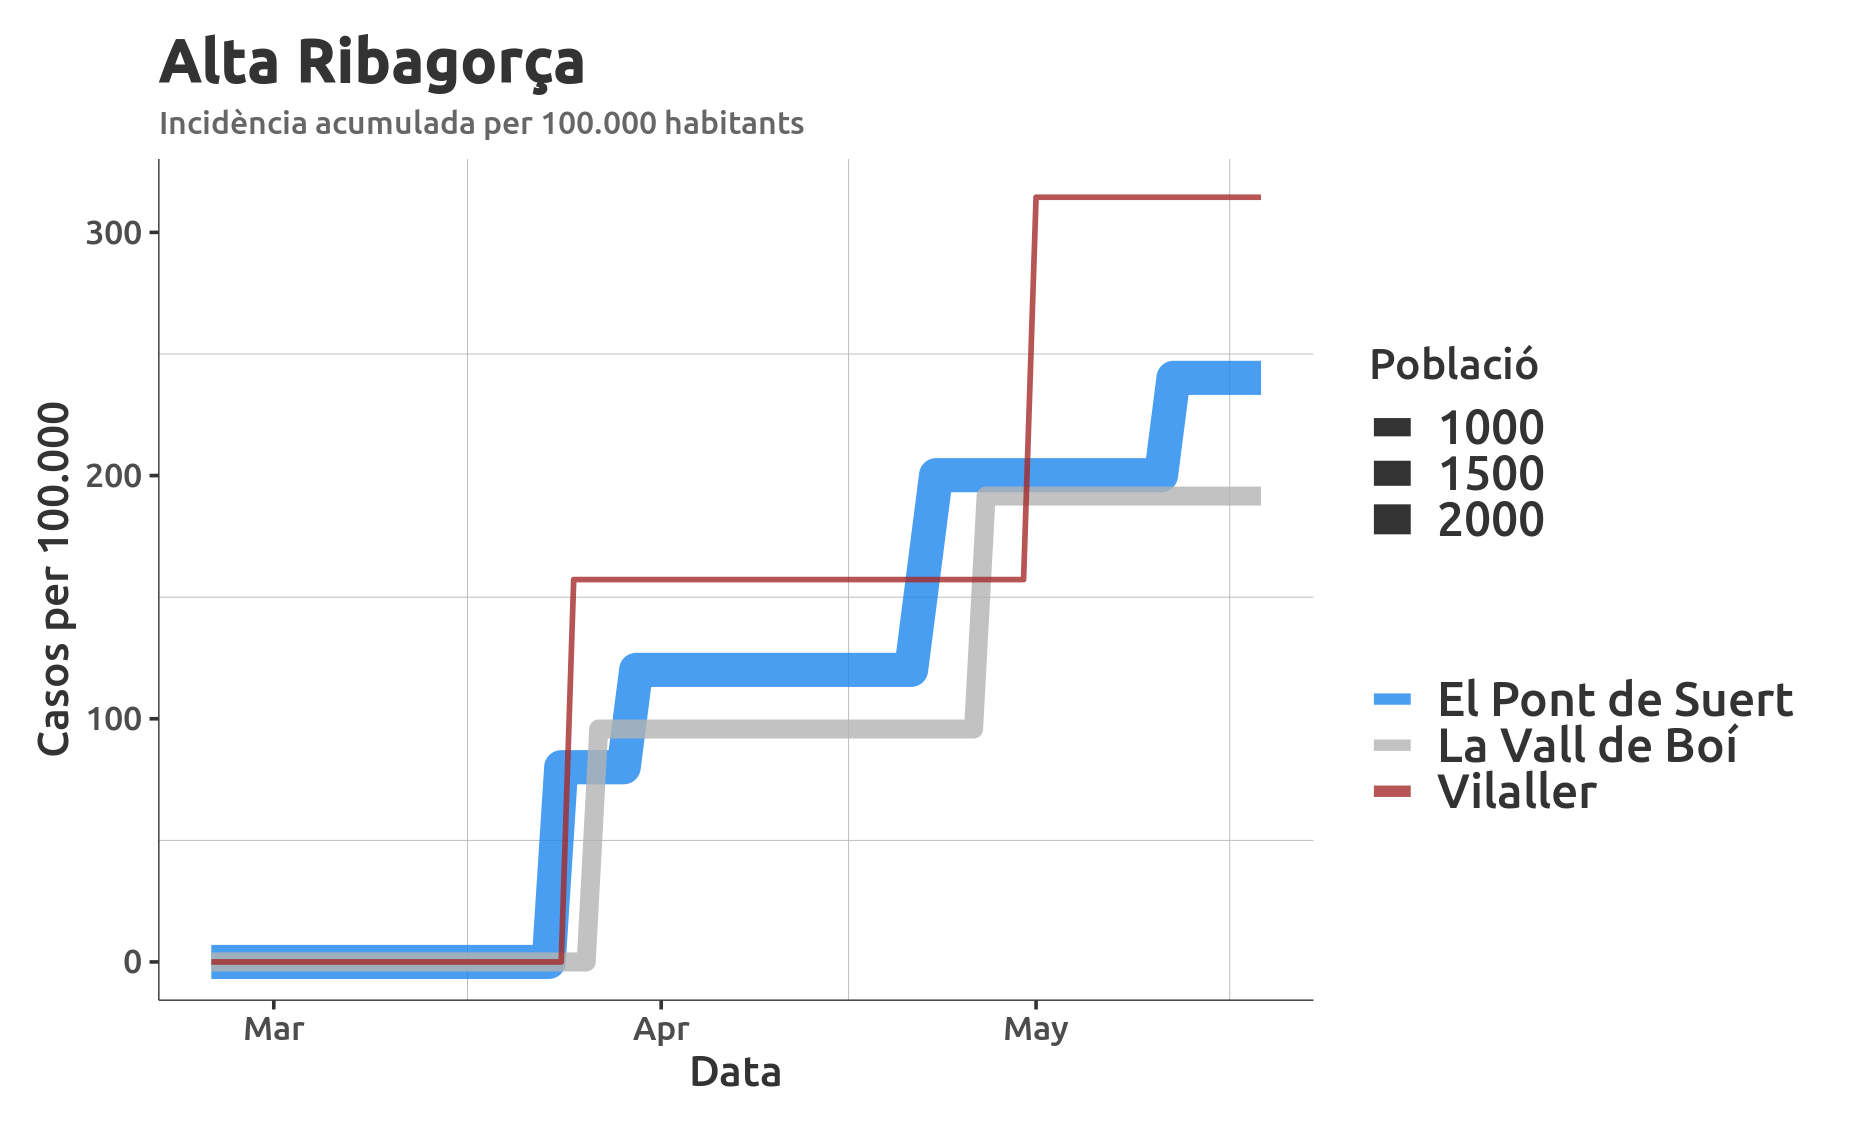 Alta Ribagorça
Incidència acumulada per 100.000 habitants
Casos per 100.000
300
200
100
0
Mar
Apr
May
Data
Població
1000
1500
2000
El Pont de Suert
La Vall de Boí
Vilaller